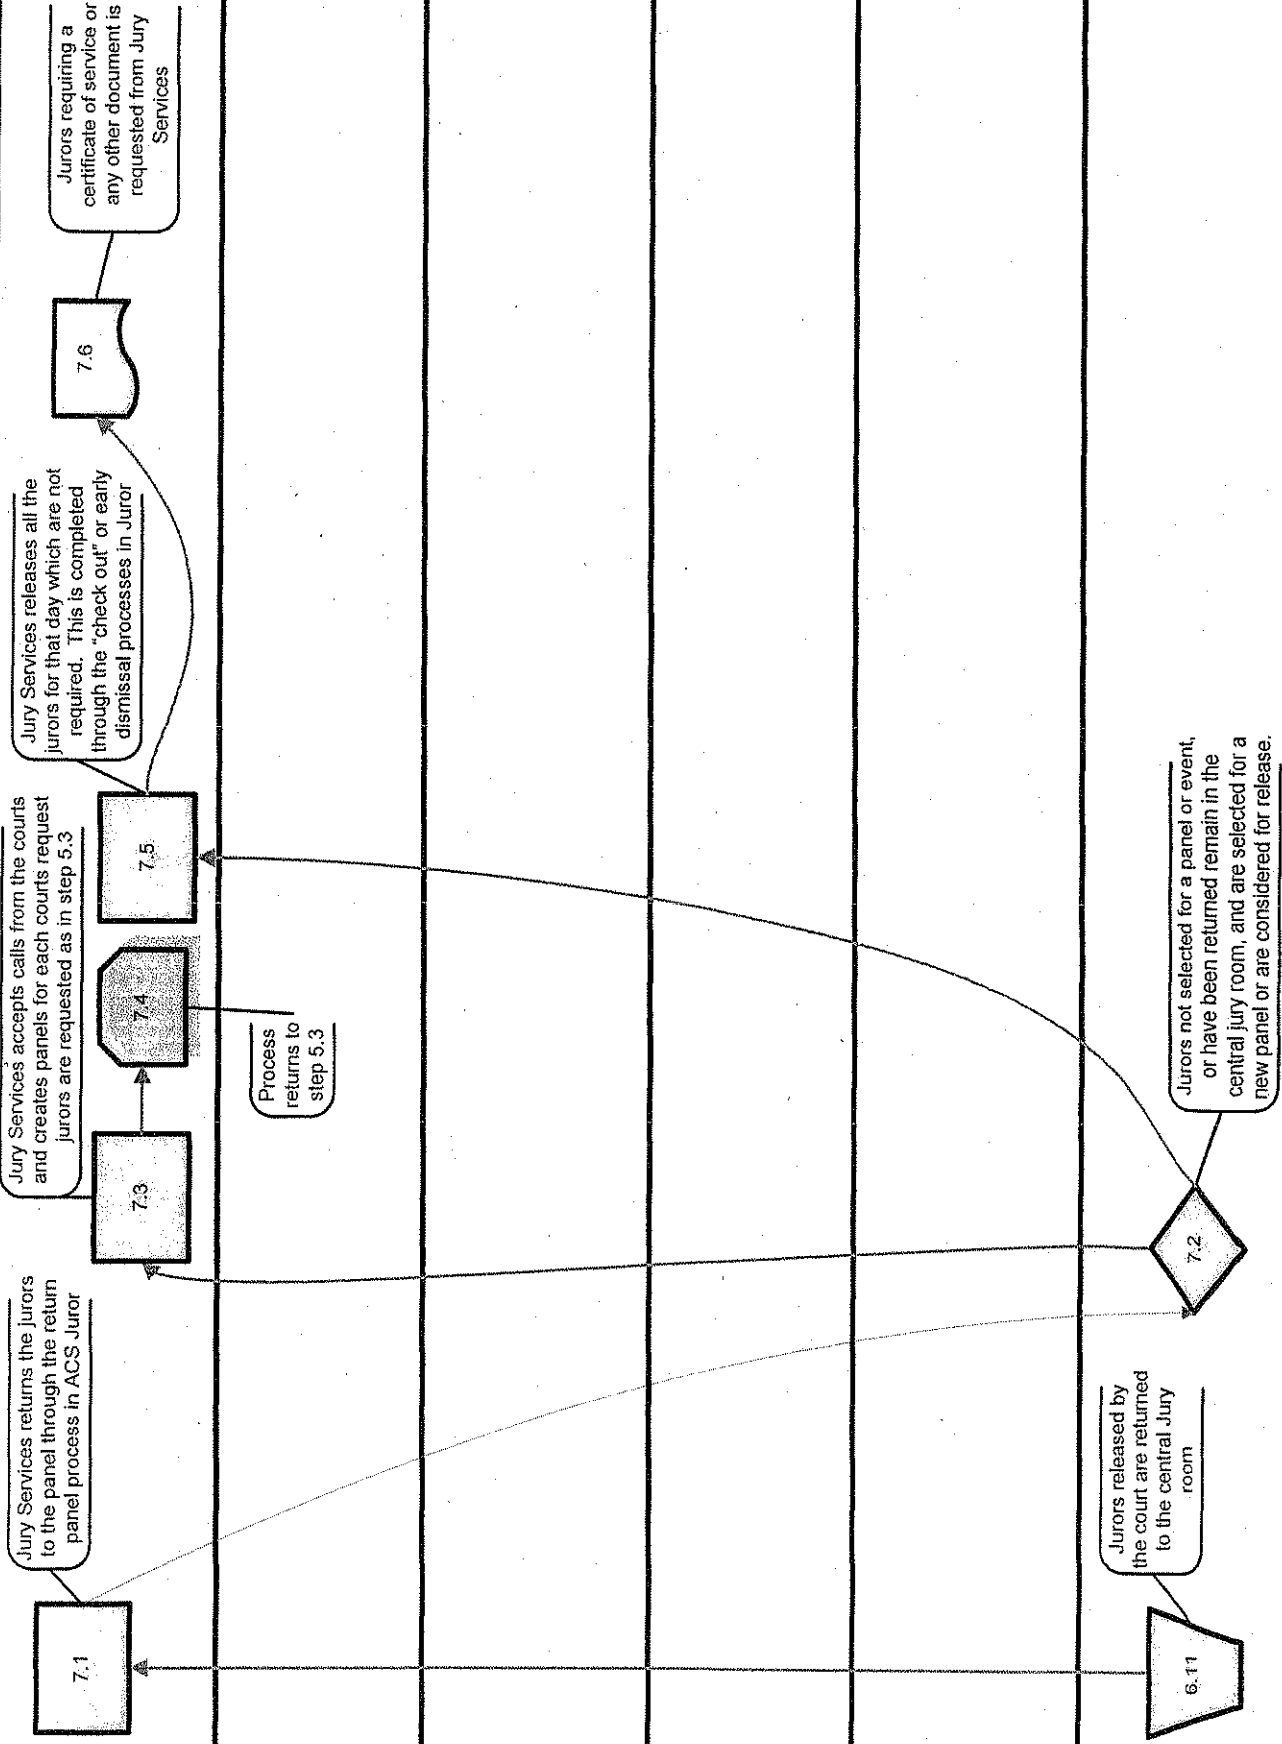 7.1
Jury Services returns the jurors
to the panel through the return
panel process in ACS Juror
7.3
Jury Services accepts calls from the courts
and creates panels for each courts request
jurors are requested as in step 5.3
7.4
Process
returns to
step 5.3
7.5
Jury Services releases all the
jurors for that day which are not
required. This is completed
through the "check out" or early
dismissal processes in Juror
7.6
Jurors requiring a
certificate of service or
any other document is
requested from Jury
Services
6.11
Jurors released by
the court are returned
to the central Jury
room
7.2
Jurors not selected for a panel or event,
or have been returned remain in the
central jury room, and are selected for a
new panel or are considered for release.